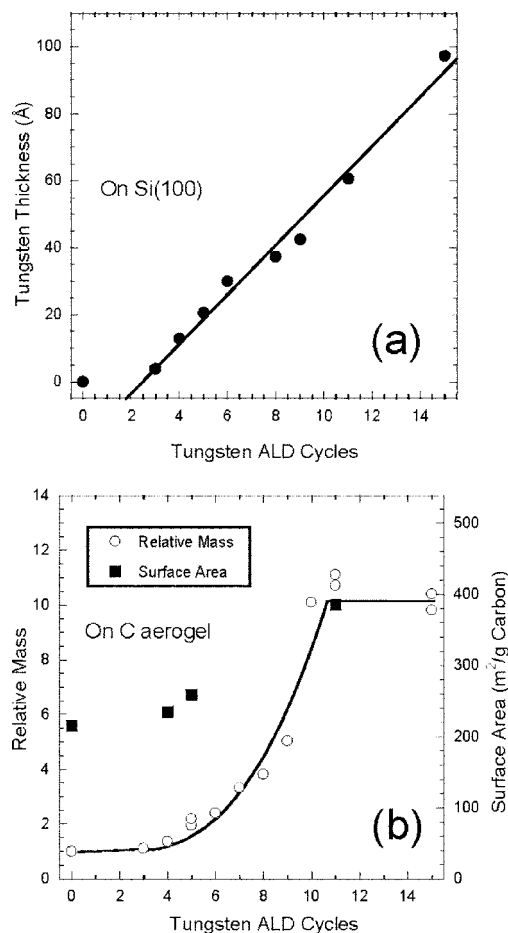 100
80
60
40
20
0
Tungsten Thickness (Å)
On Si(100)
(a)
0 2 4 6 8 10 12 14
Tungsten ALD Cycles
14
12
10
8
6
4
2
0
Relative Mass
Relative Mass
Surface Area
On C aerogel
(b)
500
400
300
200
100
0
Surface Area (m²/g Carbon)
0 2 4 6 8 10 12 14
Tungsten ALD Cycles